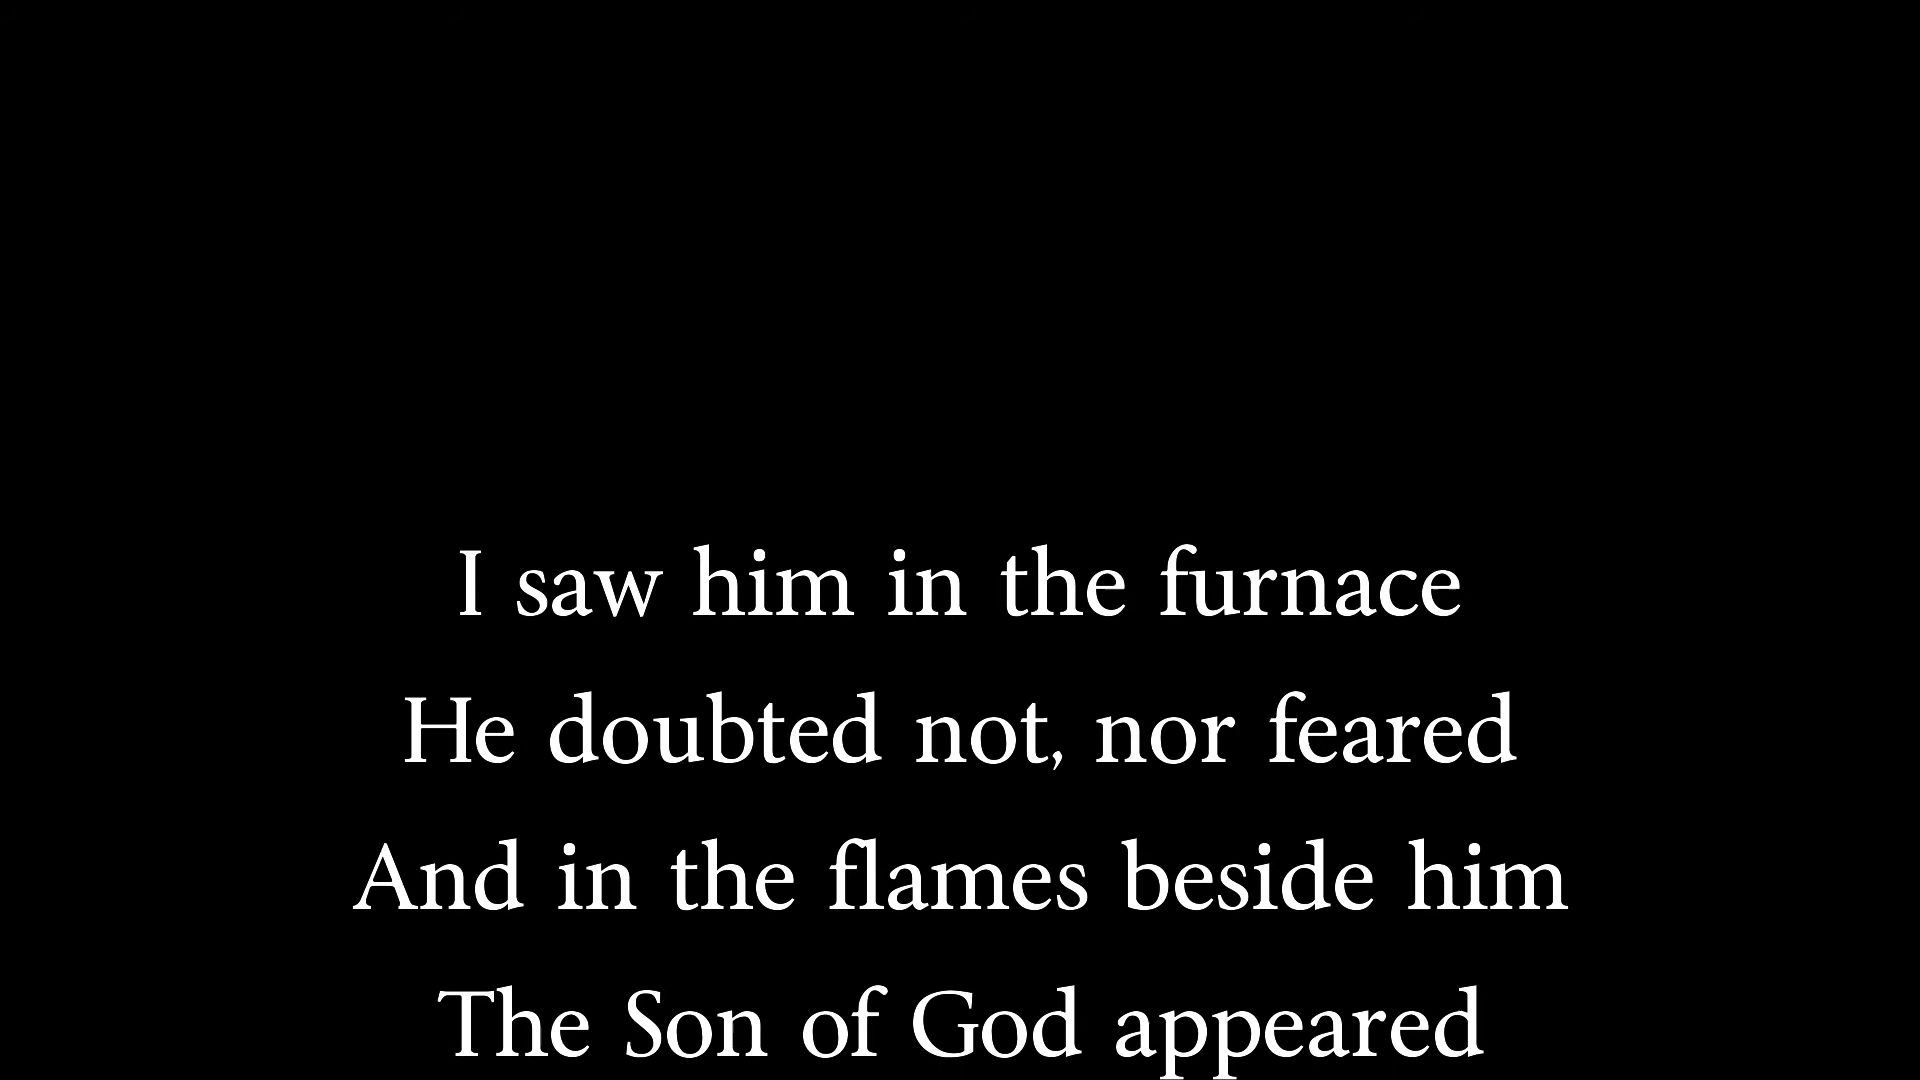 I saw him in the furnace
He doubted not, nor feared
And in the flames beside him
The Son of God appeared